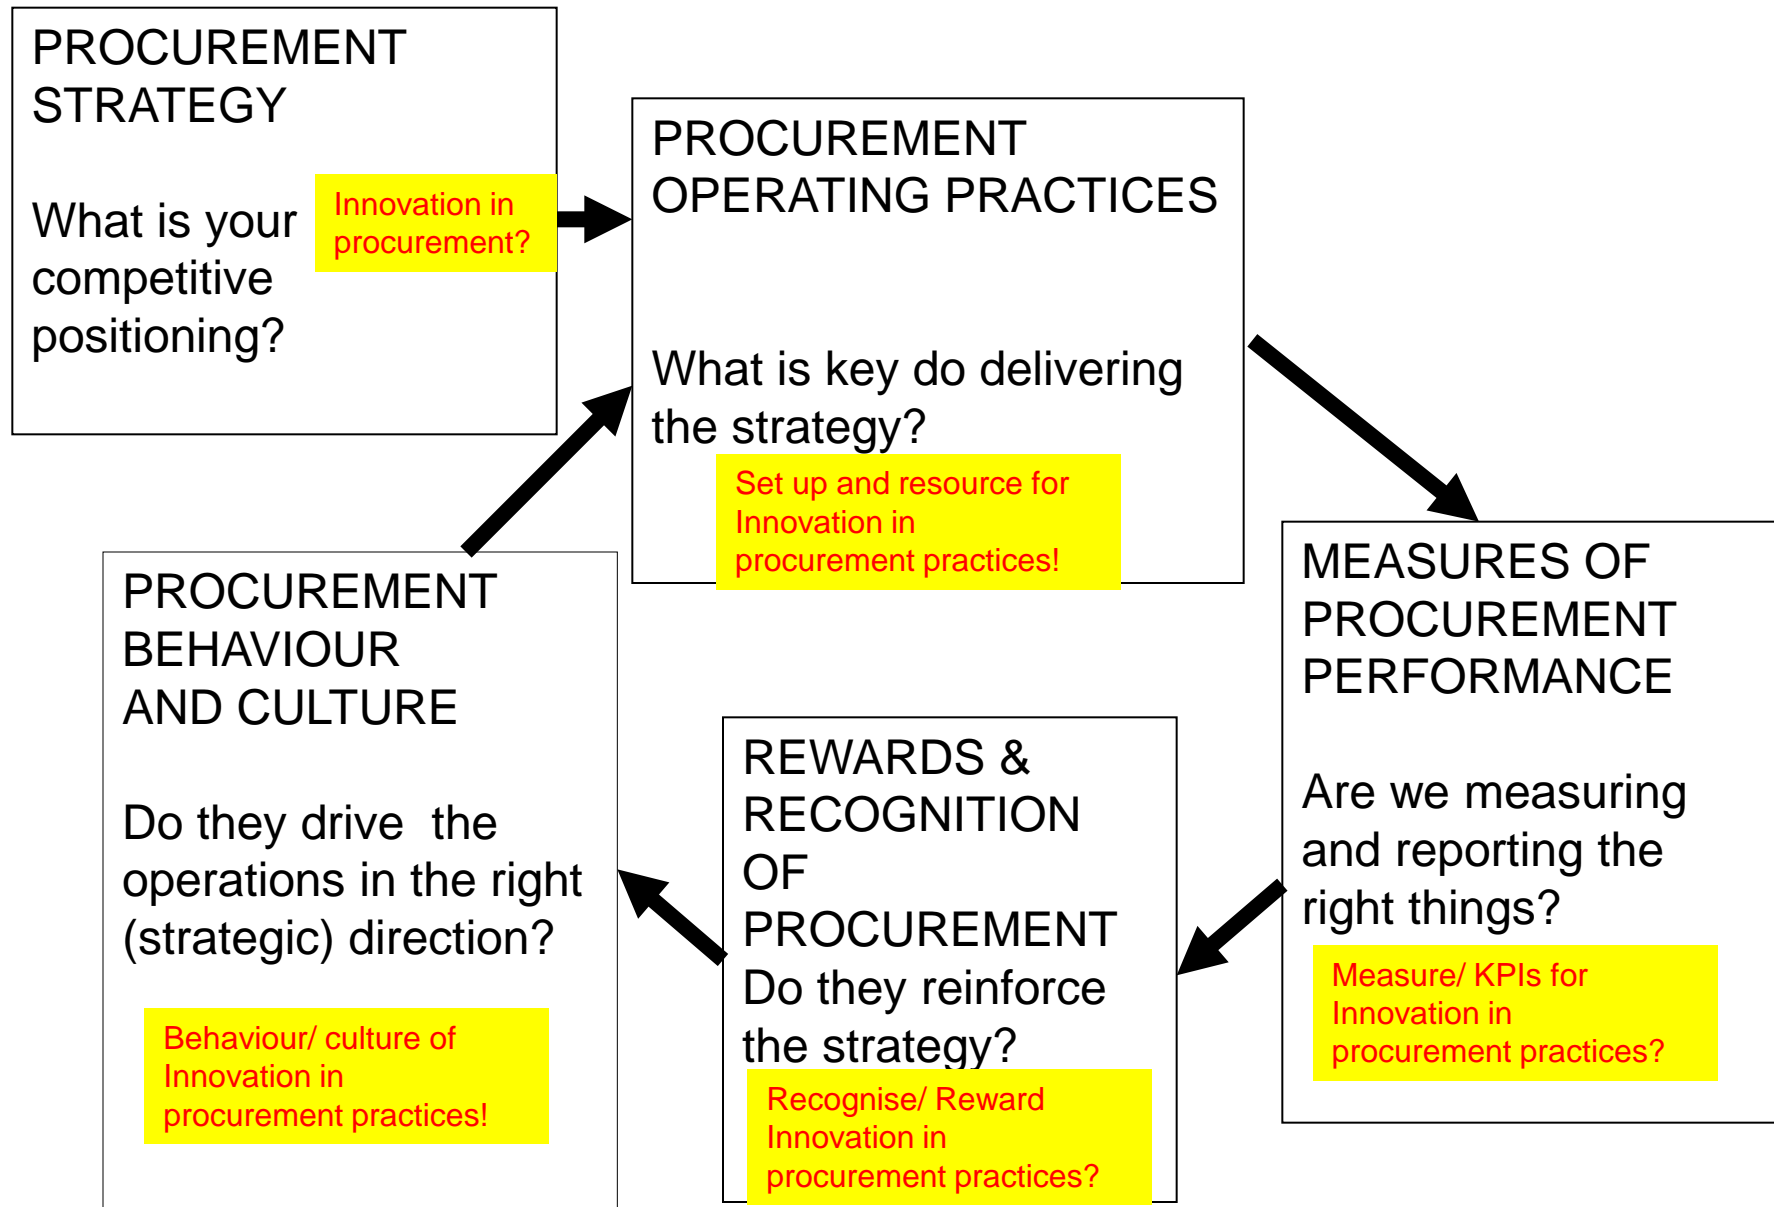 PROCUREMENT
STRATEGY
What is your
competitive
positioning?
Innovation in
procurement?
PROCUREMENT
OPERATING PRACTICES
What is key do delivering
the strategy?
Set up and resource for
Innovation in
procurement practices!
MEASURES OF
PROCUREMENT
PERFORMANCE
Are we measuring
and reporting the
right things?
Measure/ KPIs for
Innovation in
procurement practices?
REWARDS &
RECOGNITION
OF
PROCUREMENT
Do they reinforce
the strategy?
Recognise/ Reward
Innovation in
procurement practices?
PROCUREMENT
BEHAVIOUR
AND CULTURE
Do they drive  the
operations in the right
(strategic) direction?
Behaviour/ culture of
Innovation in
procurement practices!